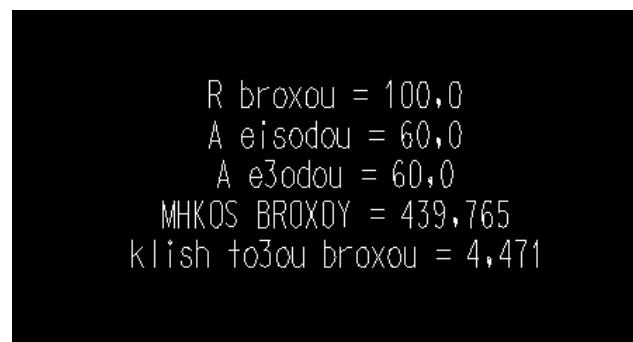 R broxou = 100,0
A eisodou = 60,0
A e3odou = 60,0
MHKOS BROXOY = 439,765
klish to3ou broxou = 4,471